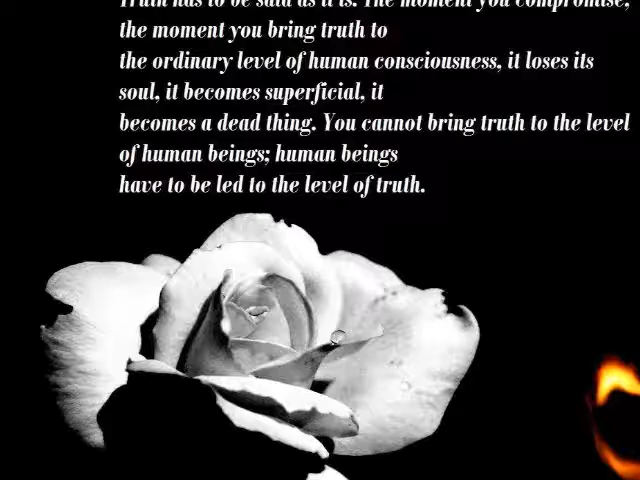 Truth has to be said as it is. The moment you compromise,
the moment you bring truth to
the ordinary level of human consciousness, it loses its
soul, it becomes superficial, it
becomes a dead thing. You cannot bring truth to the level
of human beings; human beings
have to be led to the level of truth.